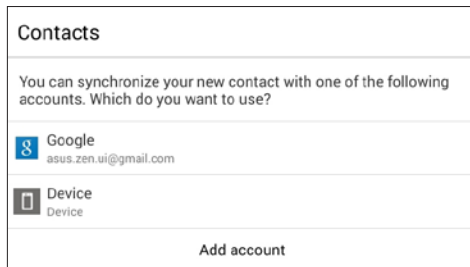 Contacts
You can synchronize your new contact with one of the following
accounts. Which do you want to use?
8
Google
asus.zen.ui@gmail.com
Device
Device
Add account